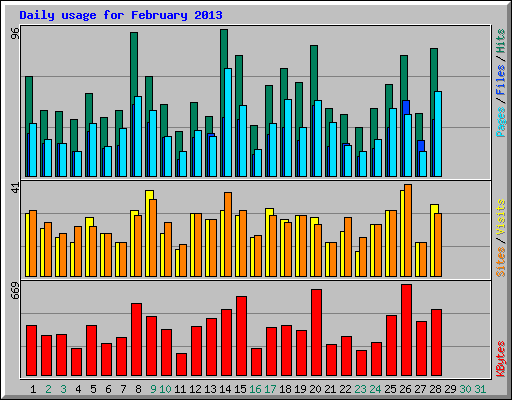 Daily usage for February 2013
96
Pages/Files/Hits
41
Sites/Visits
669
KBytes
1 2 3 4 5 6 7 8 9 10 11 12 13 14 15 16 17 18 19 20 21 22 23 24 25 26 27 28 29 30 31